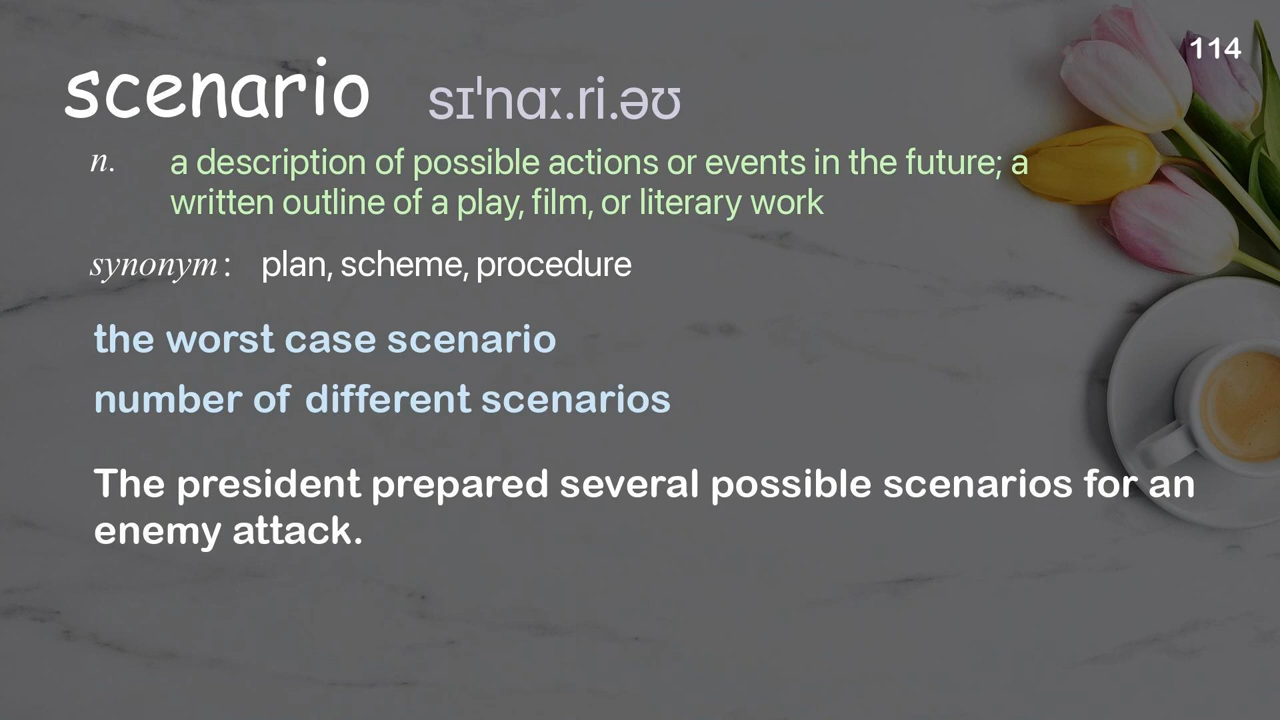 114
scenario sɪˈnɑː.ri.əʊ
n. a description of possible actions or events in the future; a
written outline of a play, film, or literary work
synonym : plan, scheme, procedure
the worst case scenario
number of different scenarios
The president prepared several possible scenarios for an
enemy attack.